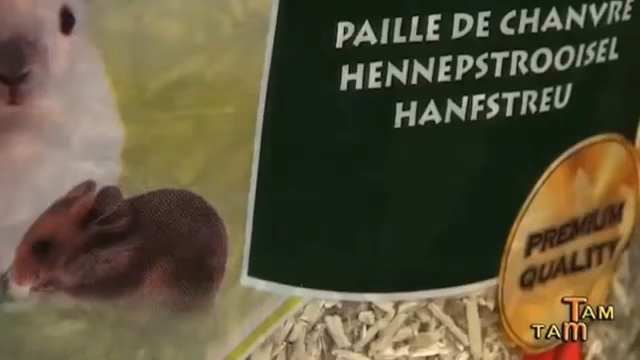 PAILLE DE CHANVRE
HENNEPSTROOISEL
HANFSTREU
PREMIUM
QUALITY
TAM
TAM